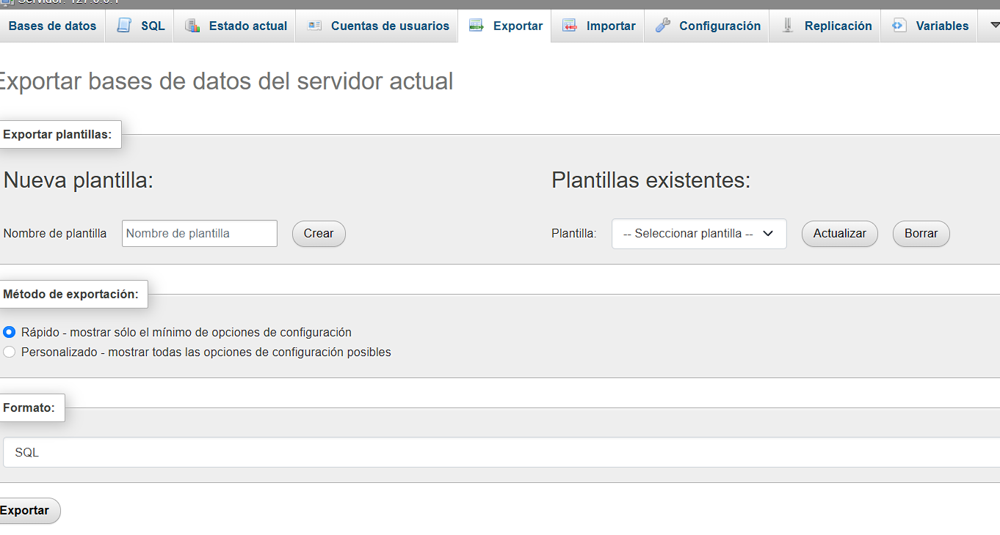 Servidor: 127.0.0.1
Bases de datos SQL Estado actual Cuentas de usuarios Exportar Importar Configuración Replicación Variables
Exportar bases de datos del servidor actual
Exportar plantillas:
Nueva plantilla:
Nombre de plantilla Nombre de plantilla Crear
Plantillas existentes:
Plantilla: -- Seleccionar plantilla -- Actualizar Borrar
Método de exportación:
Rápido - mostrar sólo el mínimo de opciones de configuración
Personalizado - mostrar todas las opciones de configuración posibles
Formato:
SQL
Exportar